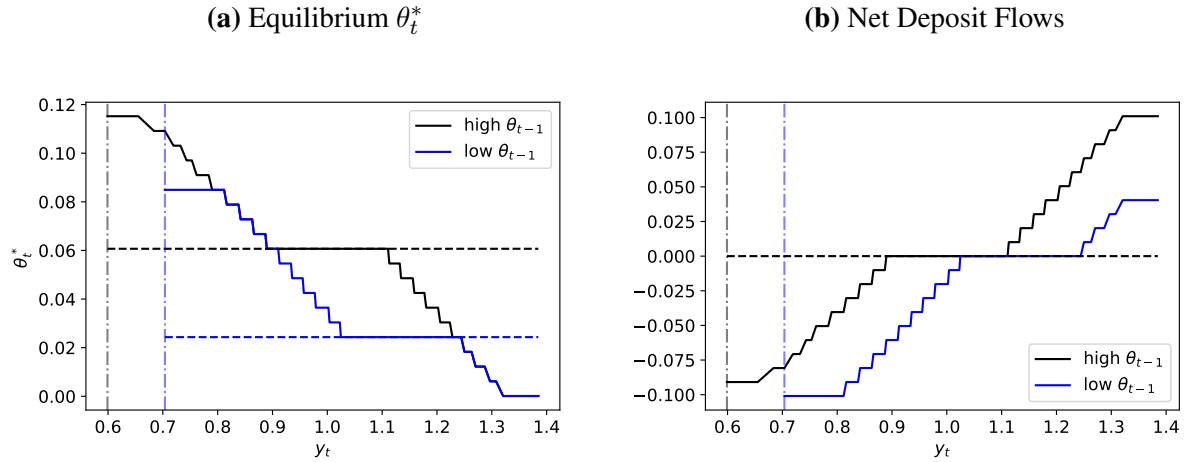 (a) Equilibrium θ*t
(b) Net Deposit Flows
0.12
0.10
0.08
0.06
0.04
0.02
0.00
θ*t
high θt−1
low θt−1
0.6 0.7 0.8 0.9 1.0 1.1 1.2 1.3 1.4
yt
0.100
0.075
0.050
0.025
0.000
−0.025
−0.050
−0.075
−0.100
high θt−1
low θt−1
0.6 0.7 0.8 0.9 1.0 1.1 1.2 1.3 1.4
yt